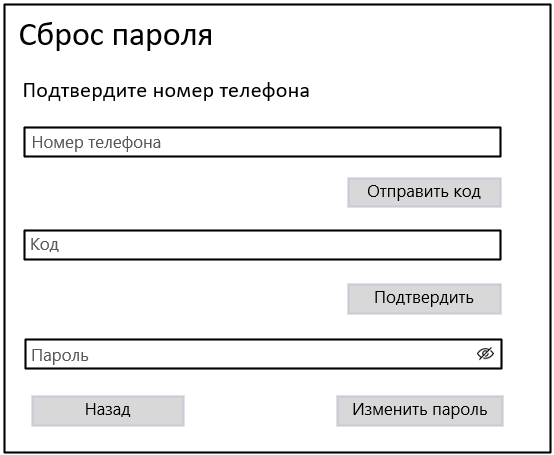 Сброс пароля
Подтвердите номер телефона
Номер телефона
Отправить код
Код
Подтвердить
Пароль
Назад
Изменить пароль